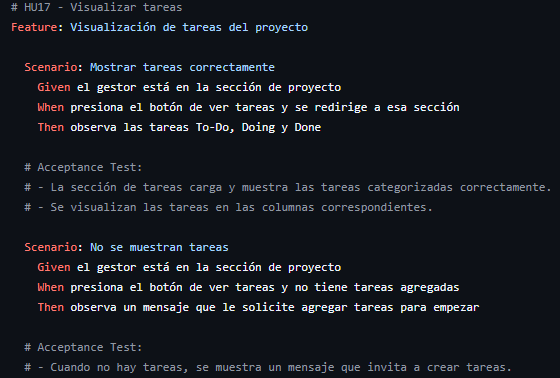 # HU17 - Visualizar tareas
Feature: Visualización de tareas del proyecto
Scenario: Mostrar tareas correctamente
Given el gestor está en la sección de proyecto
When presiona el botón de ver tareas y se redirige a esa sección
Then observa las tareas To-Do, Doing y Done
# Acceptance Test:
# - La sección de tareas carga y muestra las tareas categorizadas correctamente.
# - Se visualizan las tareas en las columnas correspondientes.
Scenario: No se muestran tareas
Given el gestor está en la sección de proyecto
When presiona el botón de ver tareas y no tiene tareas agregadas
Then observa un mensaje que le solicite agregar tareas para empezar
# Acceptance Test:
# - Cuando no hay tareas, se muestra un mensaje que invita a crear tareas.